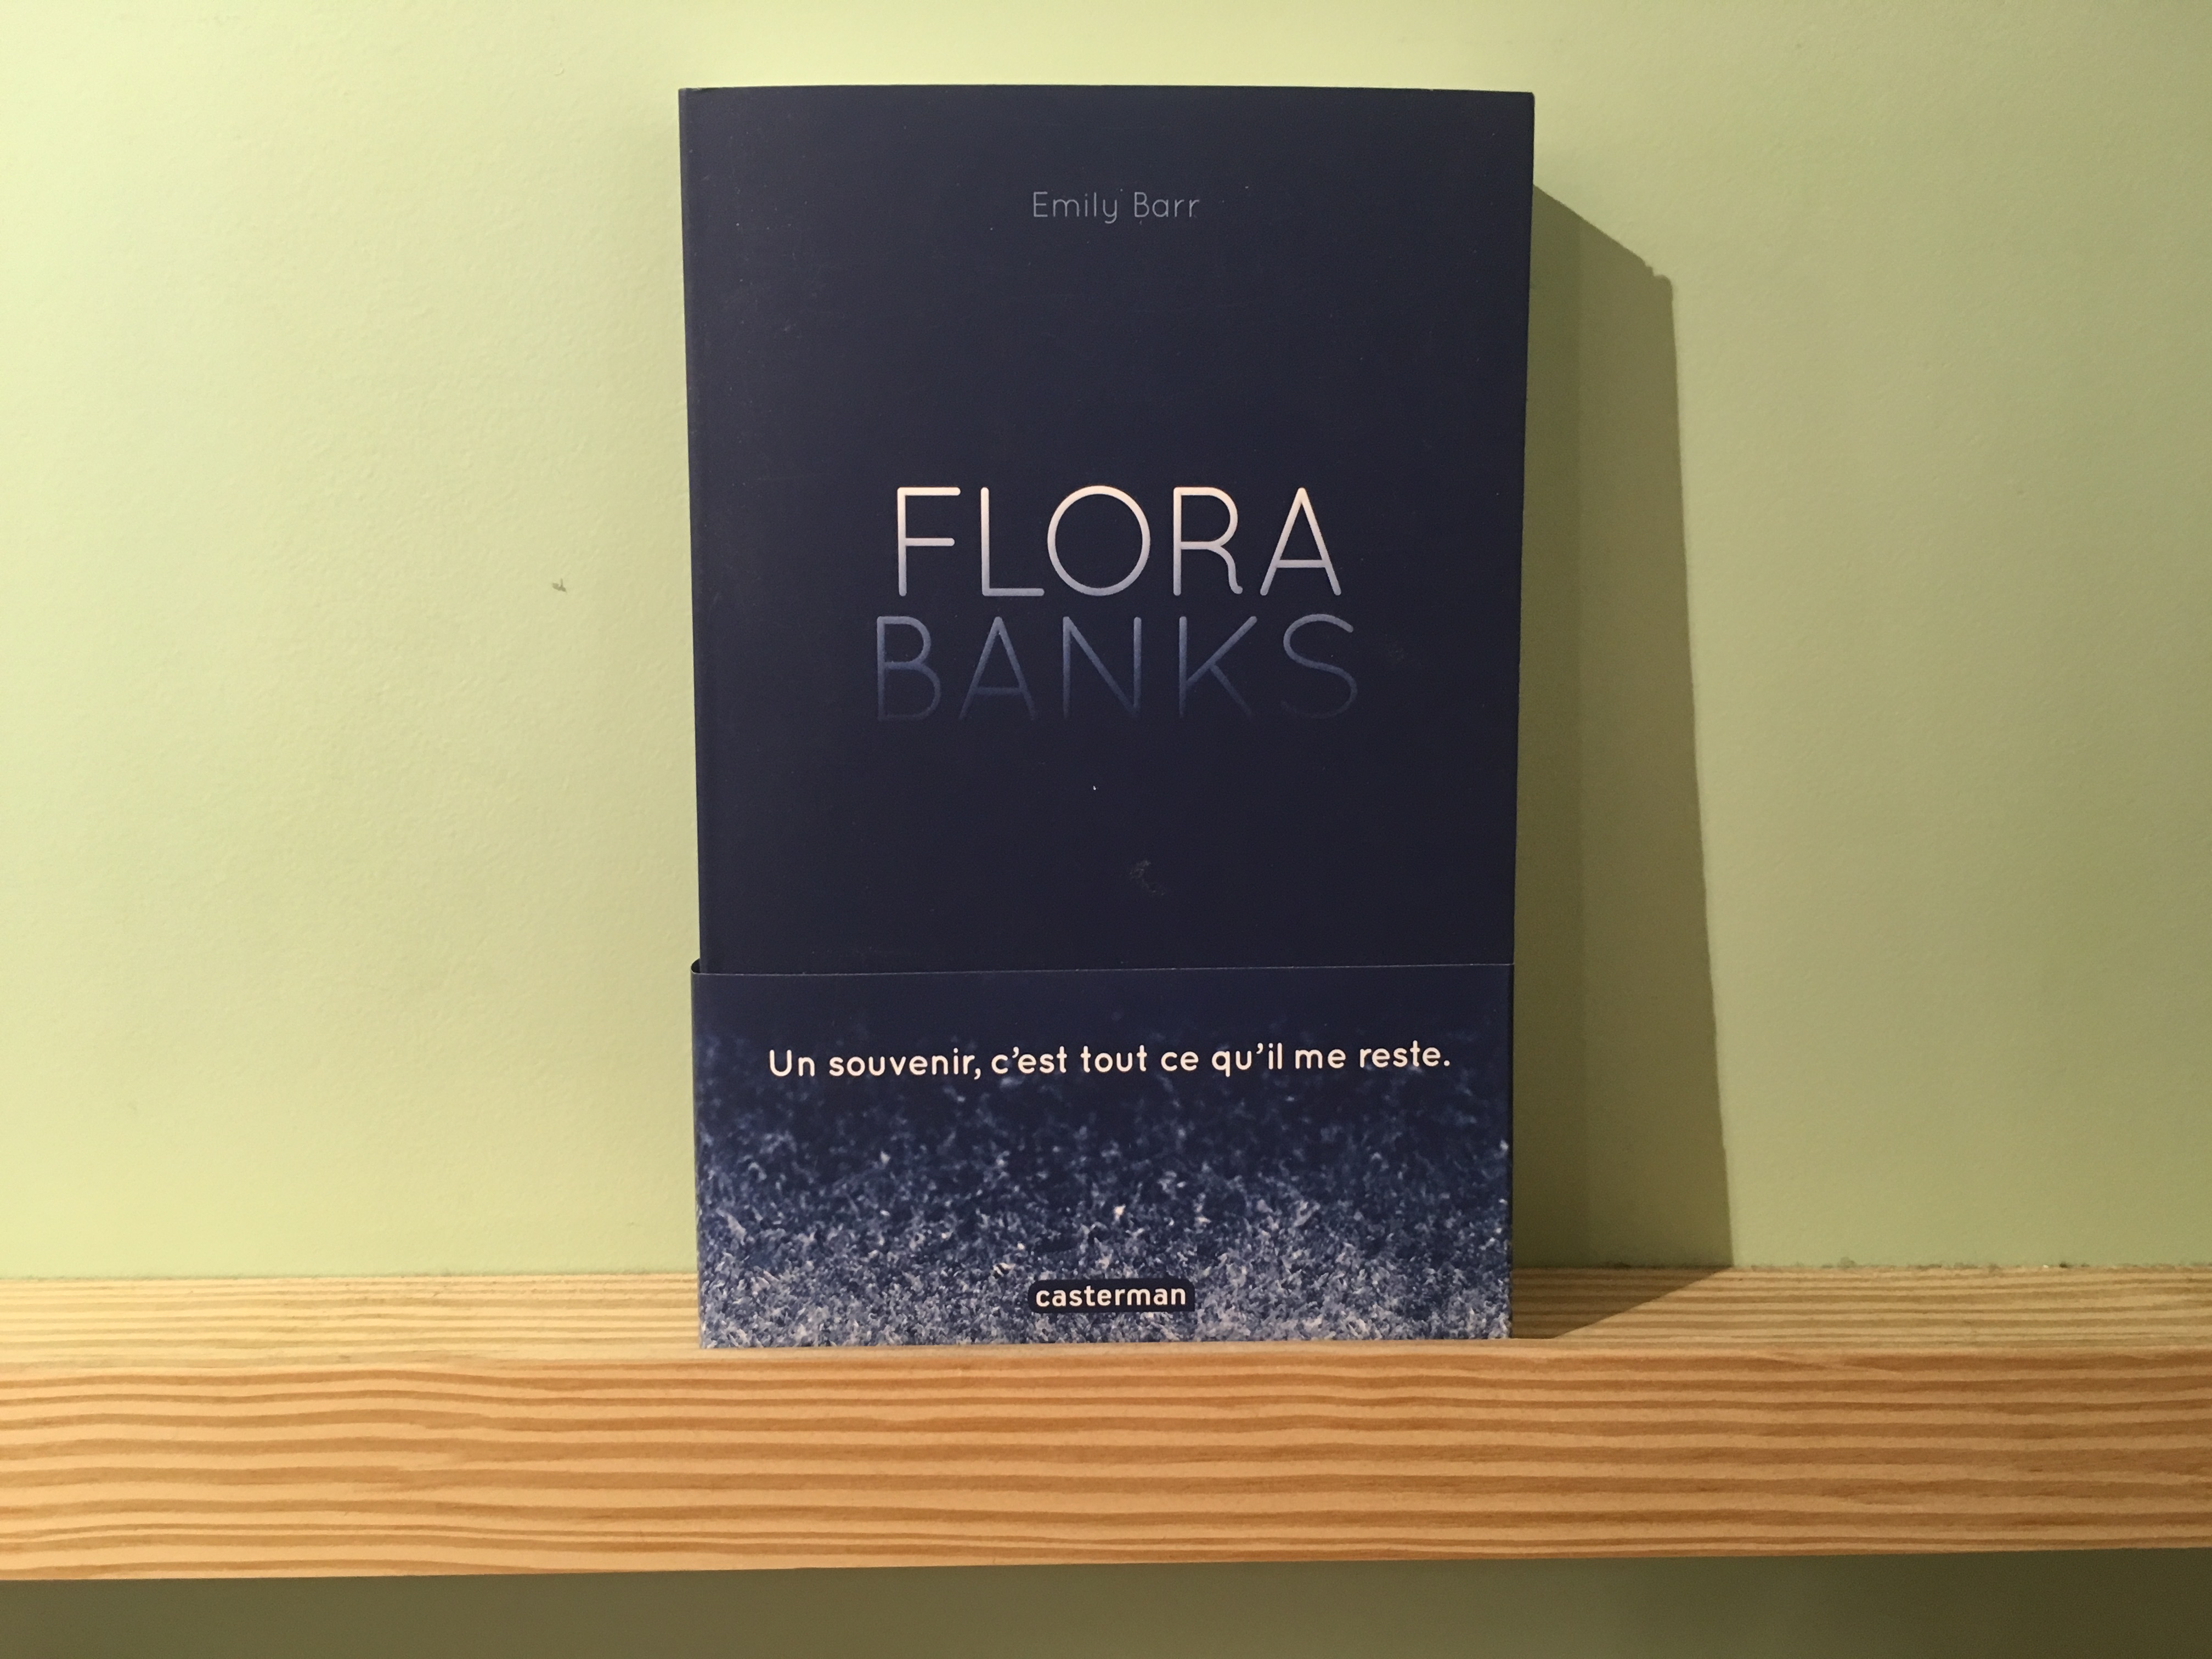 Emily Barr
FLORA
BANKS
Un souvenir, c’est tout ce qu’il me reste.
casterman